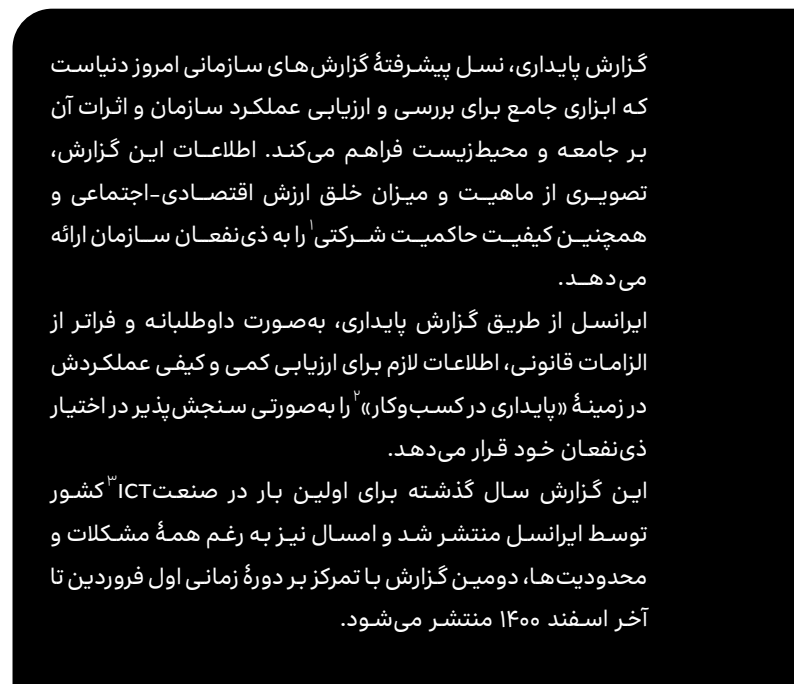 گزارش پایداری، نسل پیشرفتهٔ گزارش‌های سازمانی امروز دنیاست
که ابزاری جامع برای بررسی و ارزیابی عملکرد سازمان و اثرات آن
بر جامعه و محیط‌زیست فراهم می‌کند. اطلاعات این گزارش،
تصویری از ماهیت و میزان خلق ارزش اقتصادی-اجتماعی و
همچنین کیفیت حاکمیت شرکتی۱ را به ذی‌نفعان سازمان ارائه
می‌دهد.
ایرانسل از طریق گزارش پایداری، به‌صورت داوطلبانه و فراتر از
الزامات قانونی، اطلاعات لازم برای ارزیابی کمی و کیفی عملکردش
در زمینهٔ «پایداری در کسب‌وکار»۲ را به‌صورتی سنجش‌پذیر در اختیار
ذی‌نفعان خود قرار می‌دهد.
این گزارش سال گذشته برای اولین بار در صنعت ICT۳ کشور
توسط ایرانسل منتشر شد و امسال نیز به رغم همهٔ مشکلات و
محدودیت‌ها، دومین گزارش با تمرکز بر دورهٔ زمانی اول فروردین تا
آخر اسفند ۱۴۰۰ منتشر می‌شود.